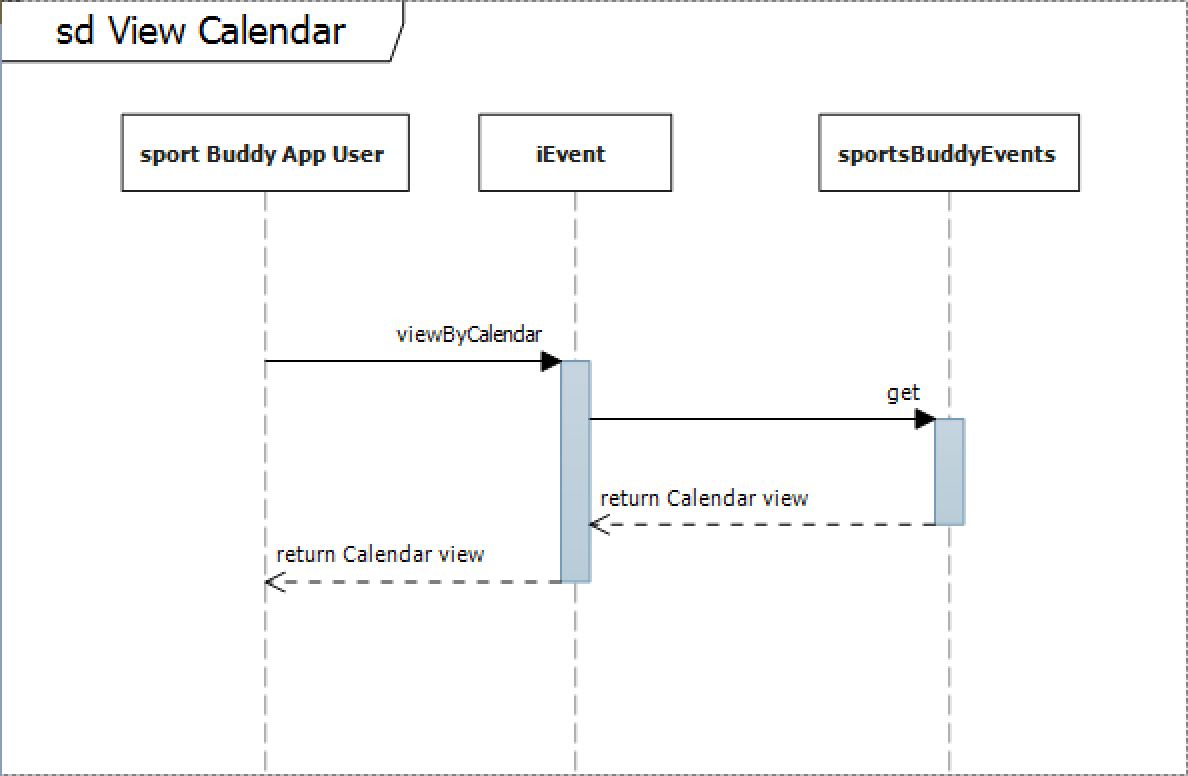 sd View Calendar
sport Buddy App User
iEvent
sportsBuddyEvents
viewByCalendar
get
return Calendar view
return Calendar view